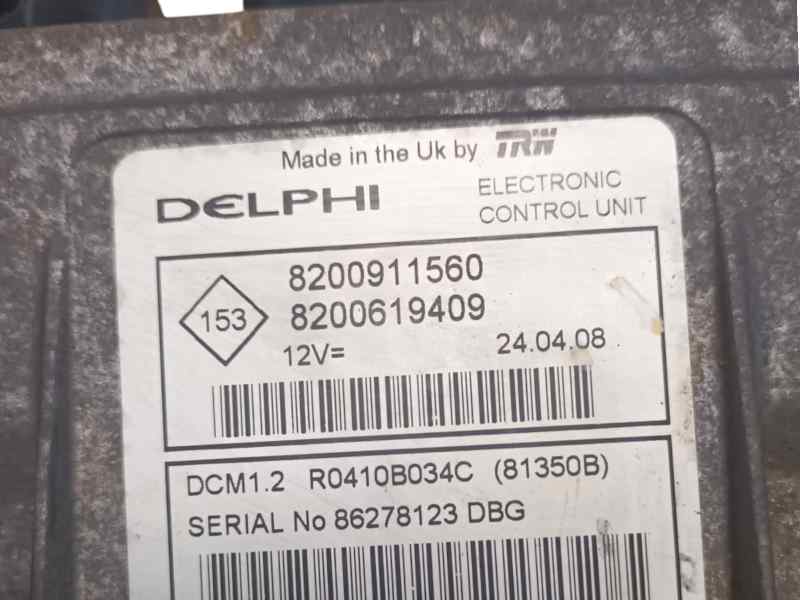 Made in the Uk by TRW
DELPHI
ELECTRONIC
CONTROL UNIT
153
8200911560
8200619409
12V= 24.04.08
DCM1.2 R0410B034C (81350B)
SERIAL No 86278123 DBG